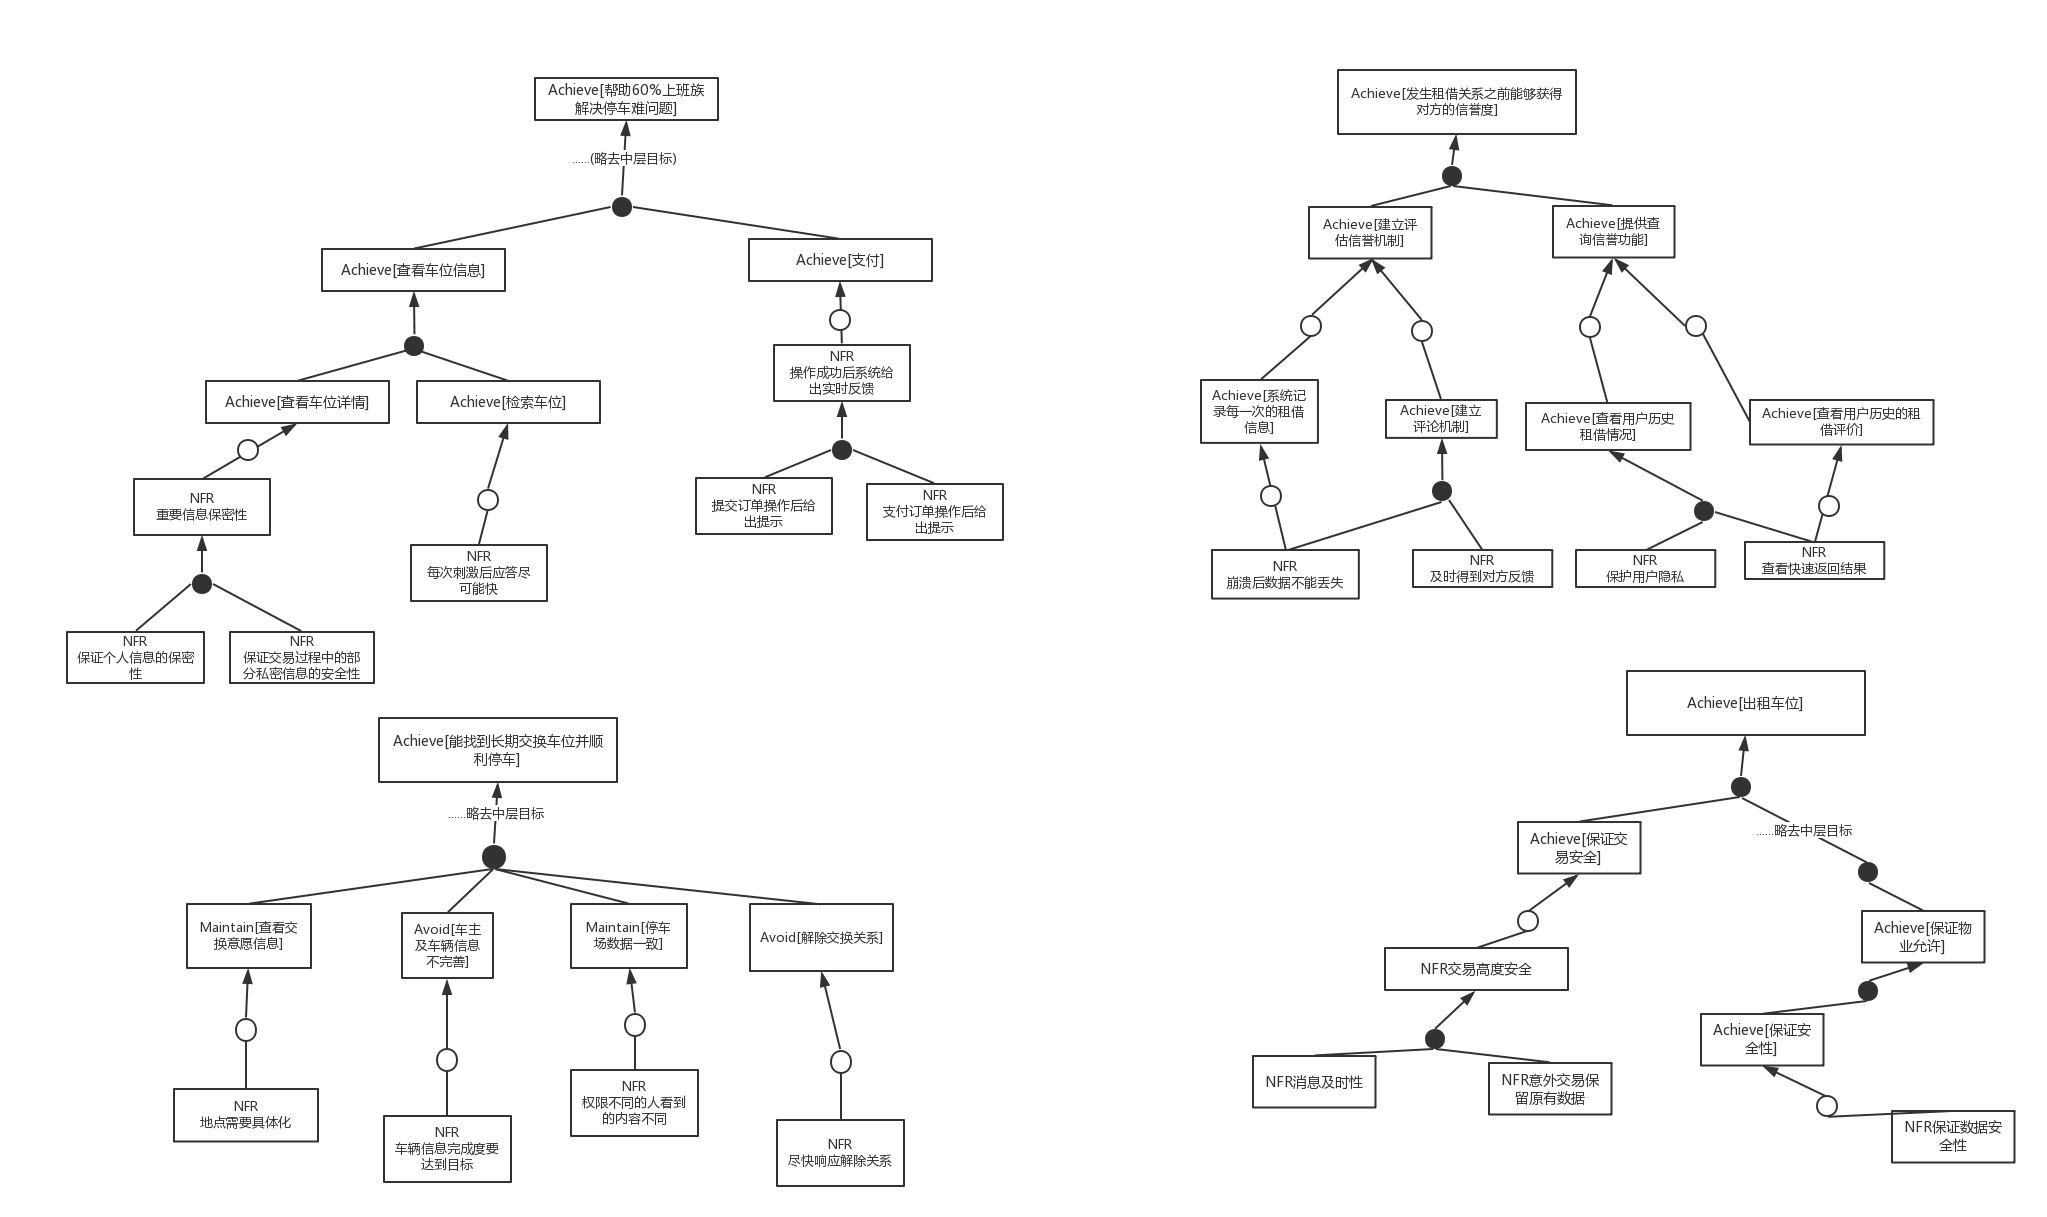 Achieve[帮助60%上班族
解决停车难问题]
......(略去中层目标)
Achieve[查看车位信息]
Achieve[支付]
NFR
操作成功后系统给
出实时反馈
Achieve[查看车位详情]
Achieve[检索车位]
NFR
重要信息保密性
NFR
提交订单操作后给
出提示
NFR
支付订单操作后给
出提示
NFR
每次刺激后应答尽
可能快
NFR
保证个人信息的保密
性
NFR
保证交易过程中的部
分私密信息的安全性
Achieve[发生租借关系之前能够获得
对方的信誉度]
Achieve[建立评
估信誉机制]
Achieve[提供查
询信誉功能]
Achieve[系统记
录每一次的租借
信息]
Achieve[建立
评论机制]
Achieve[查看用户历史
租借情况]
Achieve[查看用户历史的租
借评价]
NFR
崩溃后数据不能丢失
NFR
及时得到对方反馈
NFR
保护用户隐私
NFR
查看快速返回结果
Achieve[能找到长期交换车位并顺
利停车]
......略去中层目标
Maintain[查看交
换意愿信息]
Avoid[车主
及车辆信息
不完善]
Maintain[停车
场数据一致]
Avoid[解除交换关系]
NFR
地点需要具体化
NFR
车辆信息完成度要
达到目标
NFR
权限不同的人看到
的内容不同
NFR
尽快响应解除关系
Achieve[出租车位]
......略去中层目标
Achieve[保证交
易安全]
Achieve[保证物
业允许]
NFR交易高度安全
Achieve[保证安
全性]
NFR消息及时性
NFR意外交易保
留原有数据
NFR保证数据安
全性